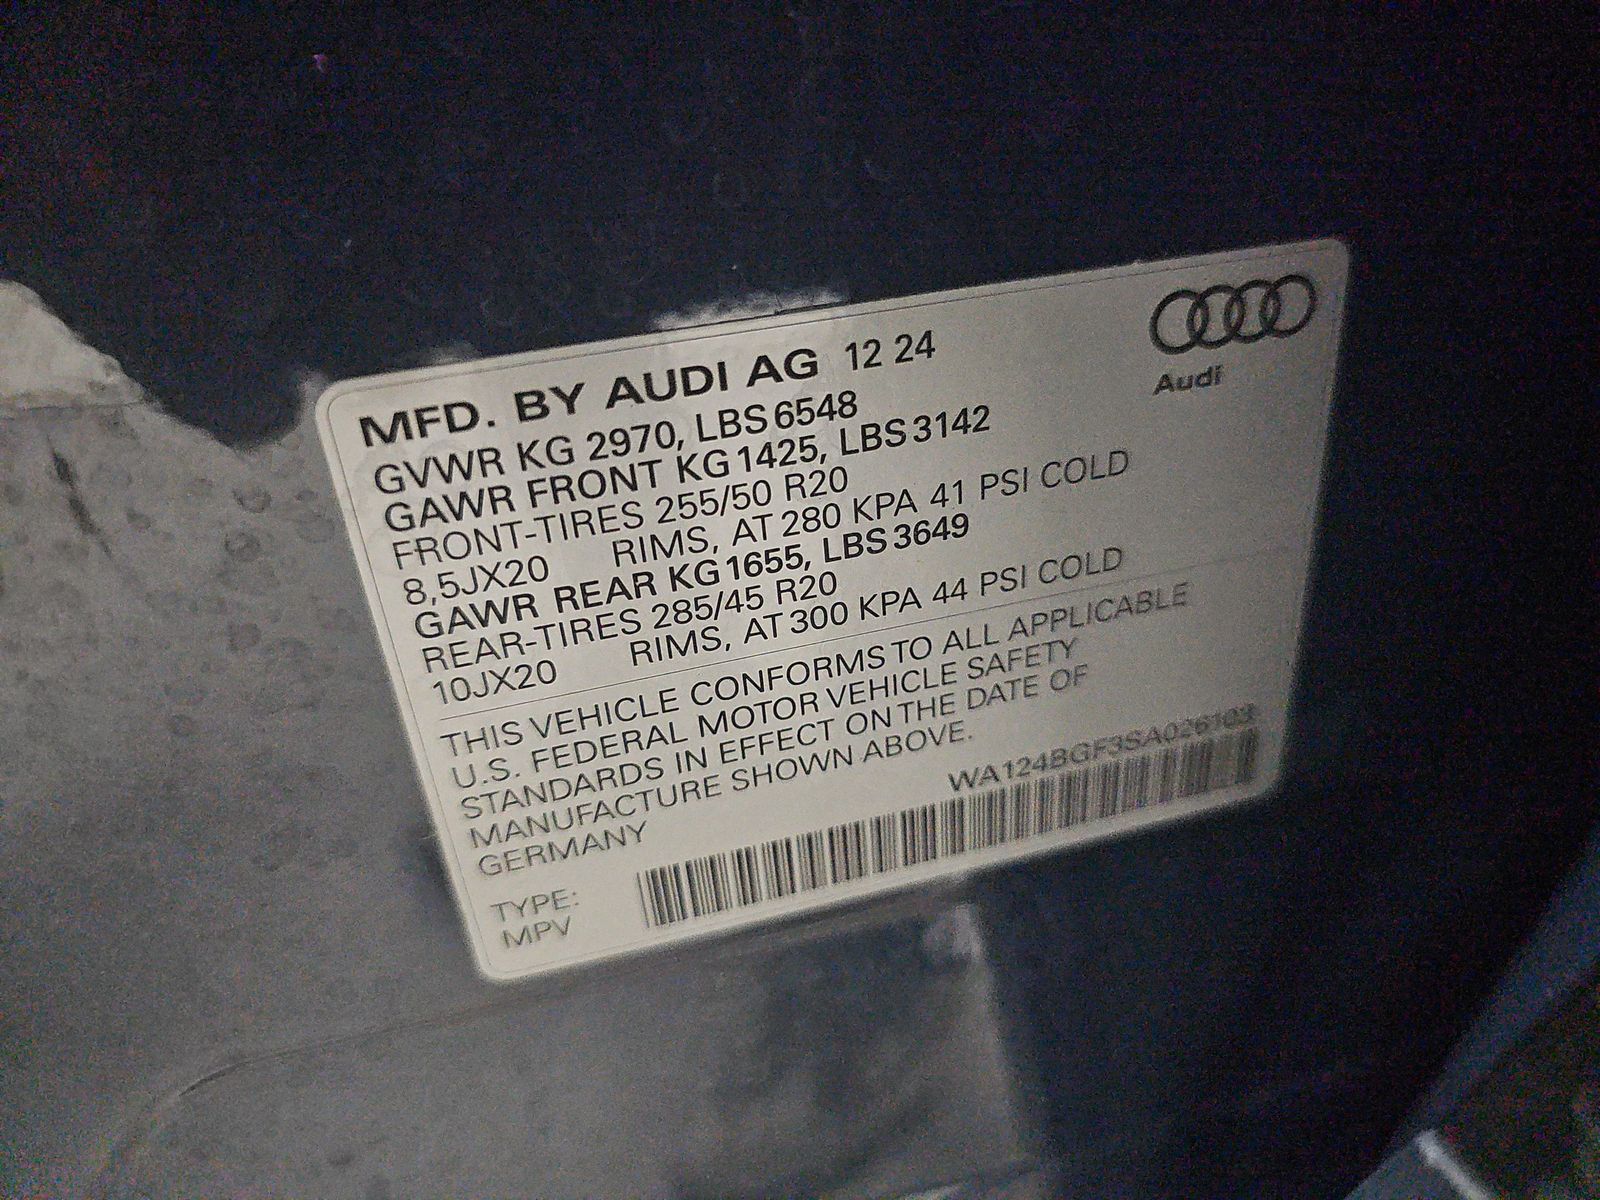 MFD. BY AUDI AG 12 24
Audi
GVWR KG 2970, LBS 6548
GAWR FRONT KG 1425, LBS 3142
FRONT-TIRES 255/50 R20
8,5JX20 RIMS, AT 280 KPA 41 PSI COLD
GAWR REAR KG 1655, LBS 3649
REAR-TIRES 285/45 R20
10JX20 RIMS, AT 300 KPA 44 PSI COLD
THIS VEHICLE CONFORMS TO ALL APPLICABLE
U.S. FEDERAL MOTOR VEHICLE SAFETY
STANDARDS IN EFFECT ON THE DATE OF
MANUFACTURE SHOWN ABOVE.
GERMANY
WA124BGF3SA026103
TYPE:
MPV